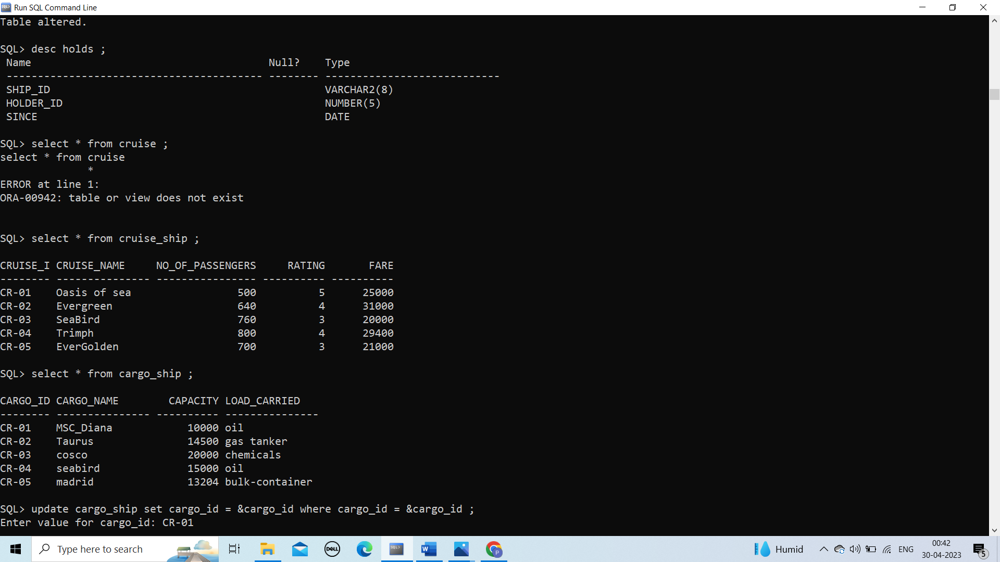 Run SQL Command Line
Table altered.
SQL> desc holds ;
Name Null? Type
----------------------------------------- -------- ----------------------------
SHIP_ID VARCHAR2(8)
HOLDER_ID NUMBER(5)
SINCE DATE
SQL> select * from cruise ;
select * from cruise
*
ERROR at line 1:
ORA-00942: table or view does not exist
SQL> select * from cruise_ship ;
CRUISE_I CRUISE_NAME NO_OF_PASSENGERS RATING FARE
-------- --------------- ---------------- ---------- ----------
CR-01 Oasis of sea 500 5 25000
CR-02 Evergreen 640 4 31000
CR-03 SeaBird 760 3 20000
CR-04 Trimph 800 4 29400
CR-05 EverGolden 700 3 21000
SQL> select * from cargo_ship ;
CARGO_ID CARGO_NAME CAPACITY LOAD_CARRIED
-------- --------------- ---------- ---------------
CR-01 MSC_Diana 10000 oil
CR-02 Taurus 14500 gas tanker
CR-03 cosco 20000 chemicals
CR-04 seabird 15000 oil
CR-05 madrid 13204 bulk-container
SQL> update cargo_ship set cargo_id = &cargo_id where cargo_id = &cargo_id ;
Enter value for cargo_id: CR-01
Type here to search
DELL
SQL>
W
P
Humid
ENG
00:42
30-04-2023
5